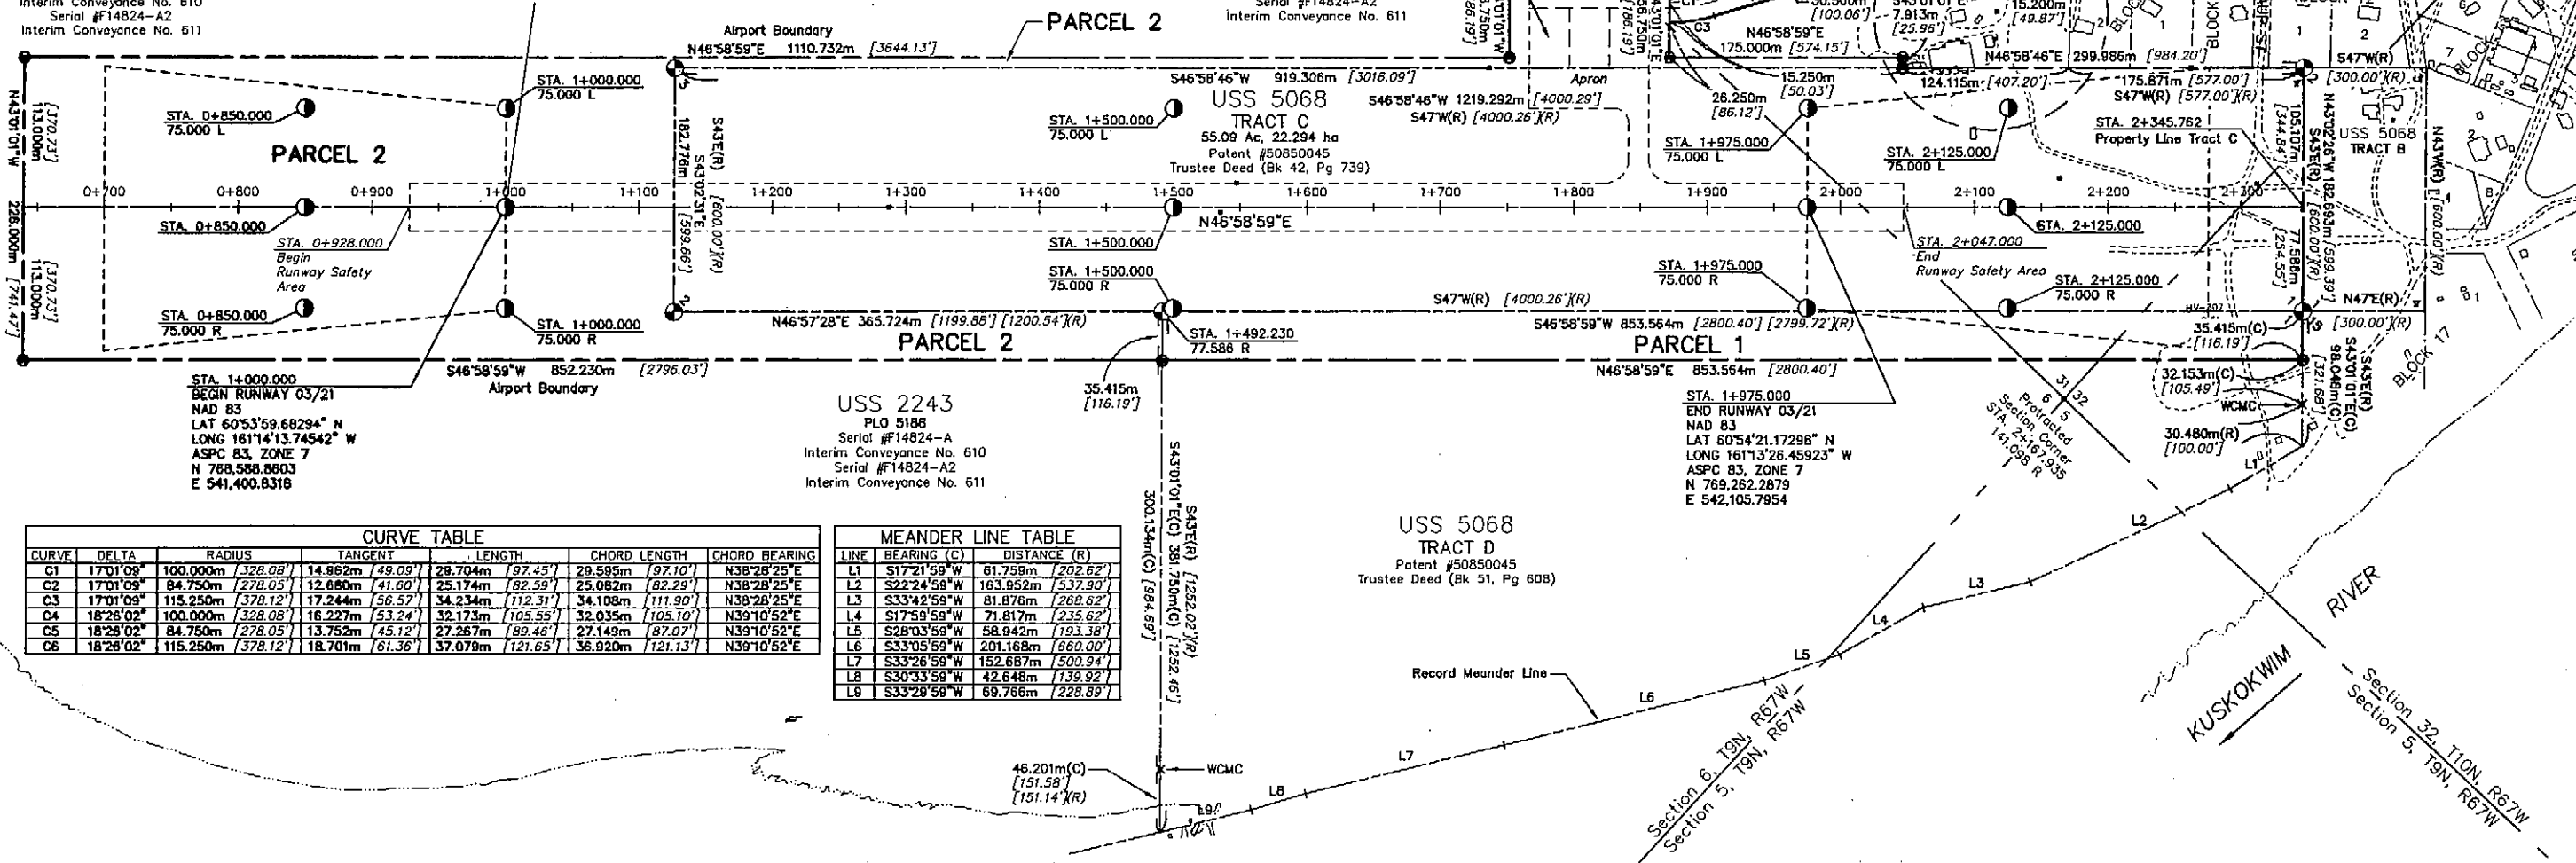 Interim Conveyance No. 610
Serial #F14824-A2
Interim Conveyance No. 611
Serial #F14824-A2
Interim Conveyance No. 611
Airport Boundary
N46°58'59"E 1110.732m [3644.13']
PARCEL 2
N46°58'59"E
175.000m [574.15']
[100.06']
7.913m
[25.96']
15.200m
[49.87']
C3
N46°58'46"E 299.986m [984.20']
S47°W(R)
[300.00'](R)
S46°58'46"W 919.306m [3016.09']
Apron
15.250m
[50.03']
124.115m [407.20']
175.871m [577.00']
S47°W(R) [577.00'](R)
26.250m
[86.12']
S46°58'46"W 1219.292m [4000.29']
S47°W(R) [4000.26'](R)
USS 5068
TRACT C
55.09 Ac, 22.294 ha
Patent #50850045
Trustee Deed (Bk 42, Pg 739)
STA. 0+850.000
75.000 L
STA. 1+000.000
75.000 L
STA. 1+500.000
75.000 L
STA. 1+975.000
75.000 L
STA. 2+125.000
75.000 L
STA. 2+345.762
Property Line Tract C
USS 5068
TRACT B
PARCEL 2
N43°01'01"W
[370.73']
113.000m
226.000m [741.47']
[370.73']
113.000m
S43°E(R) [600.00'](R)
S43°02'31"E
182.778m [599.66']
105.107m
[344.84']
S43°E(R) [600.00'](R)
N43°02'26"W 182.693m [599.39']
77.588m
[254.55']
N43°W(R) [600.00'](R)
0+700
0+800
0+900
1+000
1+100
1+200
1+300
1+400
1+500
1+600
1+700
1+800
1+900
2+000
2+100
2+200
2+300
N46°58'59"E
STA. 0+850.000
STA. 0+928.000
Begin
Runway Safety
Area
STA. 1+500.000
STA. 2+125.000
STA. 2+047.000
End
Runway Safety Area
STA. 0+850.000
75.000 R
STA. 1+000.000
75.000 R
STA. 1+500.000
75.000 R
STA. 1+975.000
75.000 R
STA. 2+125.000
75.000 R
S47°W(R) [4000.26'](R)
N47°E(R)
[300.00'](R)
N46°57'28"E 365.724m [1199.88'] [1200.54'](R)
STA. 1+492.230
77.586 R
S46°58'59"W 853.564m [2800.40'] [2799.72'](R)
35.415m(C)
[116.19']
PARCEL 2
PARCEL 1
S46°58'59"W 852.230m [2796.03']
Airport Boundary
N46°58'59"E 853.564m [2800.40']
35.415m
[116.19']
32.153m(C)
[105.49']
S43°E(R)
S43°01'01"E(C)
98.048m(C)
[321.68']
WCMC
30.480m(R)
[100.00']
BLOCK 17
STA. 1+000.000
BEGIN RUNWAY 03/21
NAD 83
LAT 60°53'59.68294" N
LONG 161°14'13.74542" W
ASPC 83, ZONE 7
N 768,588.8603
E 541,400.8318
USS 2243
PLO 5186
Serial #F14824-A
Interim Conveyance No. 610
Serial #F14824-A2
Interim Conveyance No. 611
STA. 1+975.000
END RUNWAY 03/21
NAD 83
LAT 60°54'21.17298" N
LONG 161°13'26.45923" W
ASPC 83, ZONE 7
N 769,262.2879
E 542,105.7954
31
32
6
5
Protracted
Section Corner
STA. 2+167.935
141.098 R
S43°E(R) [1252.02'](R)
S43°01'01"E(C) 381.750m(C) [1252.46']
300.134m(C) [984.69']
USS 5068
TRACT D
Patent #50850045
Trustee Deed (Bk 51, Pg 608)
CURVE TABLE
CURVE DELTA RADIUS TANGENT LENGTH CHORD LENGTH CHORD BEARING
C1 17°01'09" 100.000m [328.08'] 14.962m [49.09'] 29.704m [97.45'] 29.595m [97.10'] N38°28'25"E
C2 17°01'09" 84.750m [278.05'] 12.680m [41.60'] 25.174m [82.59'] 25.082m [82.29'] N38°28'25"E
C3 17°01'09" 115.250m [378.12'] 17.244m [56.57'] 34.234m [112.31'] 34.108m [111.90'] N38°28'25"E
C4 18°26'02" 100.000m [328.08'] 16.227m [53.24'] 32.173m [105.55'] 32.035m [105.10'] N39°10'52"E
C5 18°26'02" 84.750m [278.05'] 13.752m [45.12'] 27.267m [89.46'] 27.149m [87.07'] N39°10'52"E
C6 18°26'02" 115.250m [378.12'] 18.701m [61.36'] 37.079m [121.65'] 36.920m [121.13'] N39°10'52"E
MEANDER LINE TABLE
LINE BEARING (C) DISTANCE (R)
L1 S17°21'59"W 61.759m [202.62']
L2 S22°24'59"W 163.952m [537.90']
L3 S33°42'59"W 81.876m [268.62']
L4 S17°59'59"W 71.817m [235.62']
L5 S28°03'59"W 58.942m [193.38']
L6 S33°05'59"W 201.168m [660.00']
L7 S33°26'59"W 152.687m [500.94']
L8 S30°33'59"W 42.648m [139.92']
L9 S33°29'59"W 69.766m [228.89']
L1
L2
L3
L4
L5
L6
L7
L8
L9
Record Meander Line
46.201m(C)
[151.58']
[151.14'](R)
WCMC
KUSKOKWIM
RIVER
Section 6, T9N, R67W
Section 5, T9N, R67W
Section 32, T10N, R67W
Section 5, T9N, R67W